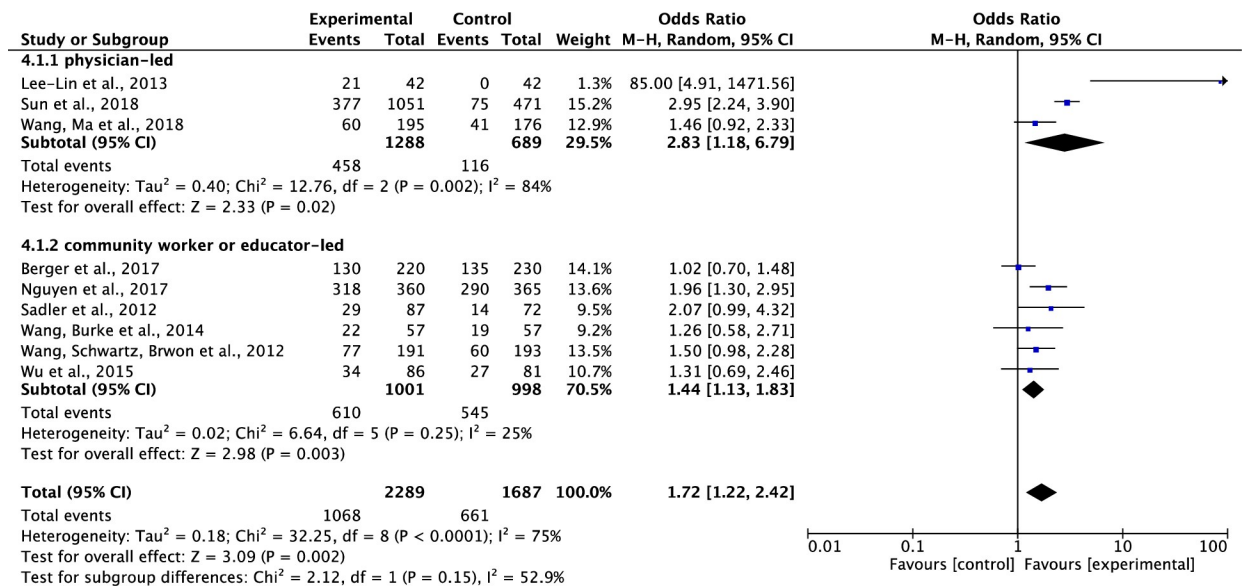 Experimental Control Odds Ratio Odds Ratio
Study or Subgroup Events Total Events Total Weight M-H, Random, 95% CI M-H, Random, 95% CI
4.1.1 physician-led
Lee-Lin et al., 2013 21 42 0 42 1.3% 85.00 [4.91, 1471.56]
Sun et al., 2018 377 1051 75 471 15.2% 2.95 [2.24, 3.90]
Wang, Ma et al., 2018 60 195 41 176 12.9% 1.46 [0.92, 2.33]
Subtotal (95% CI) 1288 689 29.5% 2.83 [1.18, 6.79]
Total events 458 116
Heterogeneity: Tau² = 0.40; Chi² = 12.76, df = 2 (P = 0.002); I² = 84%
Test for overall effect: Z = 2.33 (P = 0.02)
4.1.2 community worker or educator-led
Berger et al., 2017 130 220 135 230 14.1% 1.02 [0.70, 1.48]
Nguyen et al., 2017 318 360 290 365 13.6% 1.96 [1.30, 2.95]
Sadler et al., 2012 29 87 14 72 9.5% 2.07 [0.99, 4.32]
Wang, Burke et al., 2014 22 57 19 57 9.2% 1.26 [0.58, 2.71]
Wang, Schwartz, Brwon et al., 2012 77 191 60 193 13.5% 1.50 [0.98, 2.28]
Wu et al., 2015 34 86 27 81 10.7% 1.31 [0.69, 2.46]
Subtotal (95% CI) 1001 998 70.5% 1.44 [1.13, 1.83]
Total events 610 545
Heterogeneity: Tau² = 0.02; Chi² = 6.64, df = 5 (P = 0.25); I² = 25%
Test for overall effect: Z = 2.98 (P = 0.003)
Total (95% CI) 2289 1687 100.0% 1.72 [1.22, 2.42]
Total events 1068 661
Heterogeneity: Tau² = 0.18; Chi² = 32.25, df = 8 (P < 0.0001); I² = 75%
Test for overall effect: Z = 3.09 (P = 0.002)
Test for subgroup differences: Chi² = 2.12, df = 1 (P = 0.15), I² = 52.9%
0.01 0.1 1 10 100
Favours [control] Favours [experimental]